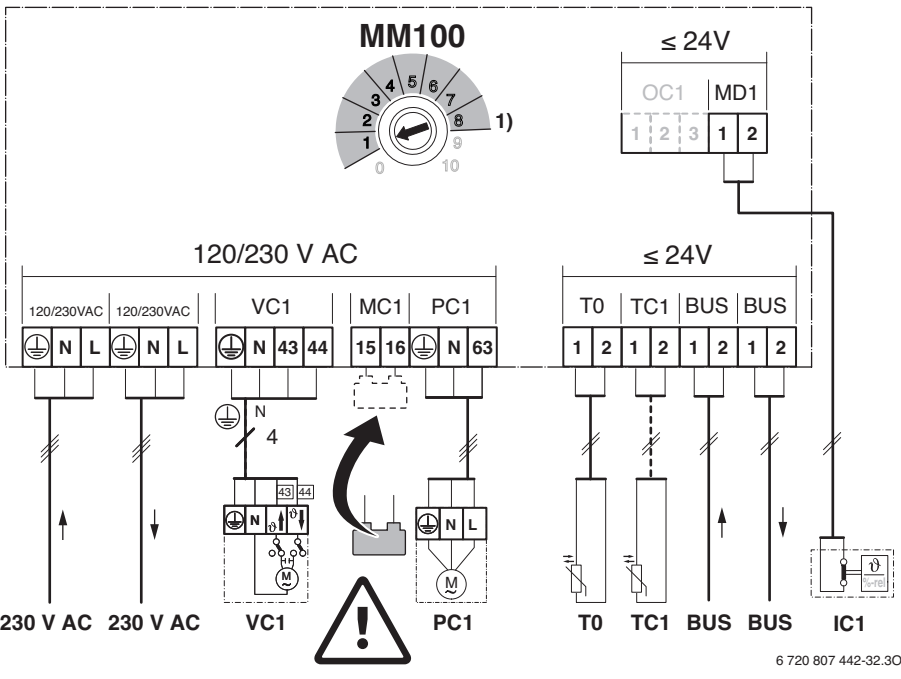 MM100
≤ 24V
OC1 MD1
1 2 3 1 2
0 1 2 3 4 5 6 7 8 9 10
1)
120/230 V AC
≤ 24V
120/230VAC 120/230VAC VC1 MC1 PC1
T0 TC1 BUS BUS
N L N L N 43 44 15 16 N 63
1 2 1 2 1 2 1 2
N
4
43 44
N ϑ ϑ
N L
M
~
M
~
ϑ
%-rel
230 V AC 230 V AC VC1 PC1 T0 TC1 BUS BUS IC1
!
6 720 807 442-32.3O